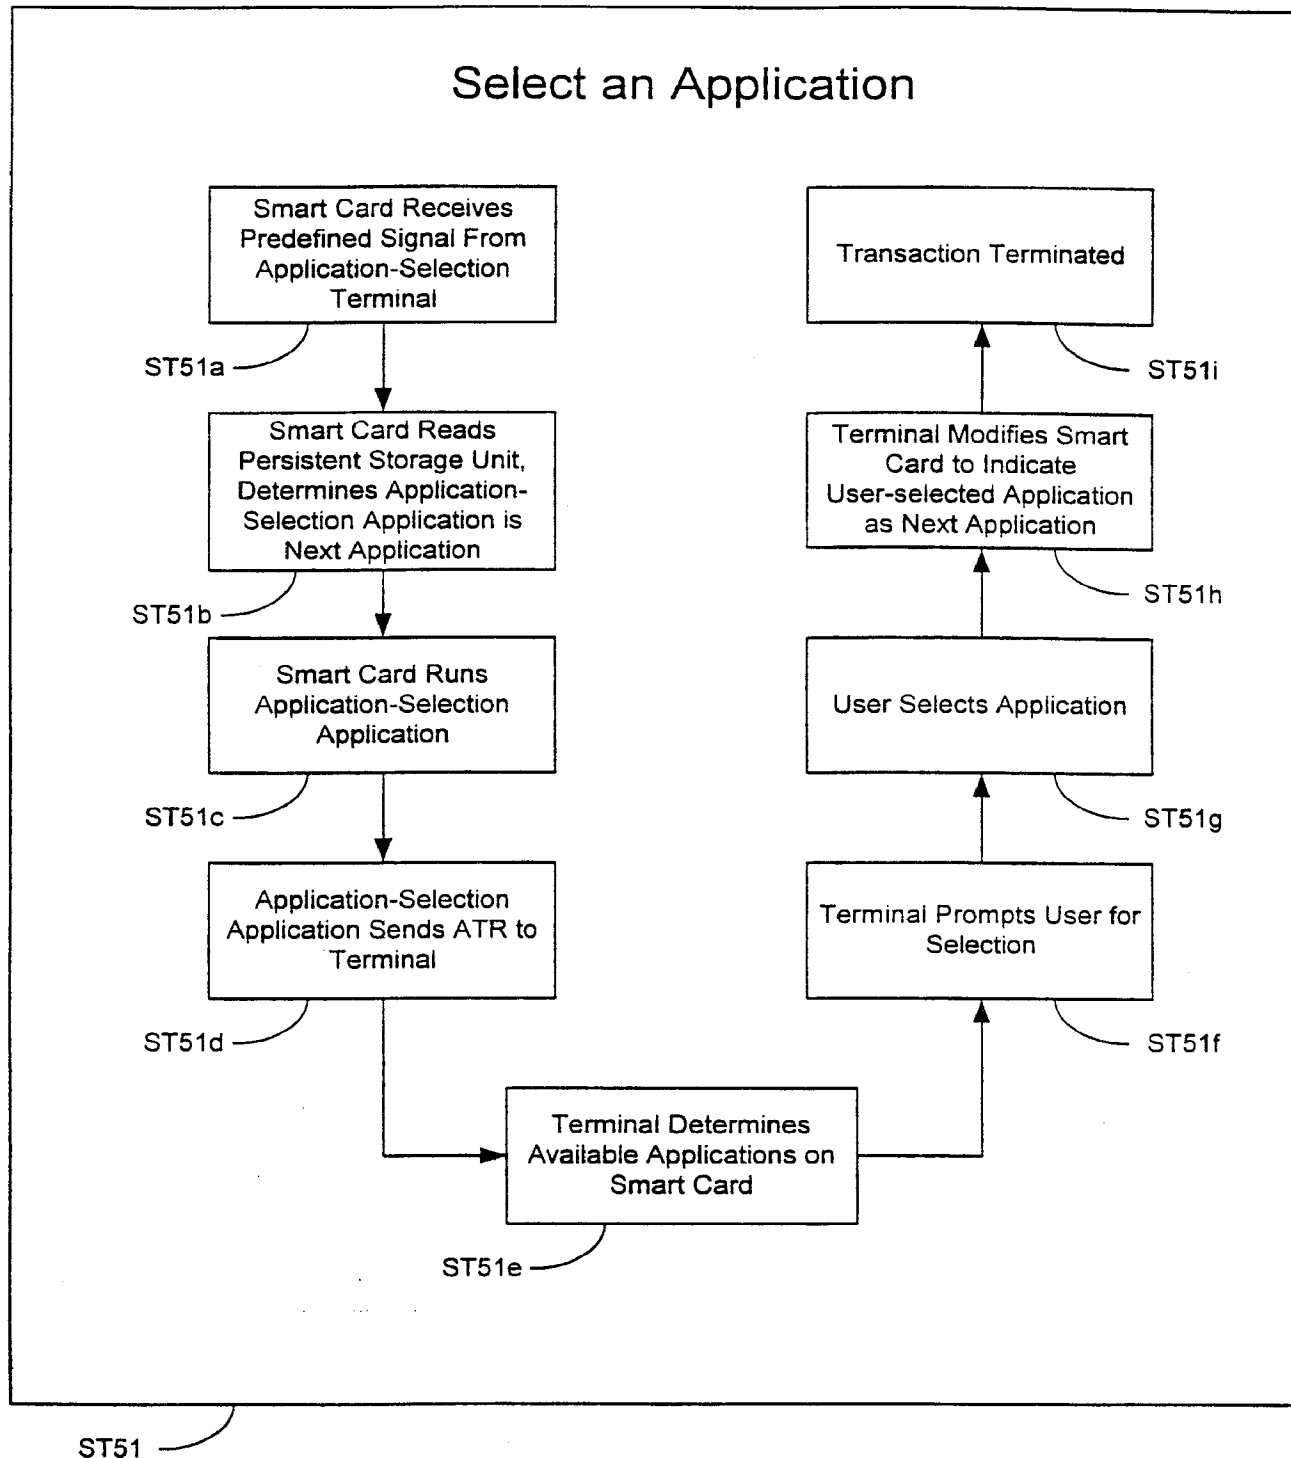 Select an Application
Smart Card Receives
Predefined Signal From
Application-Selection
Terminal
ST51a
Smart Card Reads
Persistent Storage Unit,
Determines Application-
Selection Application is
Next Application
ST51b
Smart Card Runs
Application-Selection
Application
ST51c
Application-Selection
Application Sends ATR to
Terminal
ST51d
Terminal Determines
Available Applications on
Smart Card
ST51e
Terminal Prompts User for
Selection
ST51f
User Selects Application
ST51g
Terminal Modifies Smart
Card to Indicate
User-selected Application
as Next Application
ST51h
Transaction Terminated
ST51i
ST51